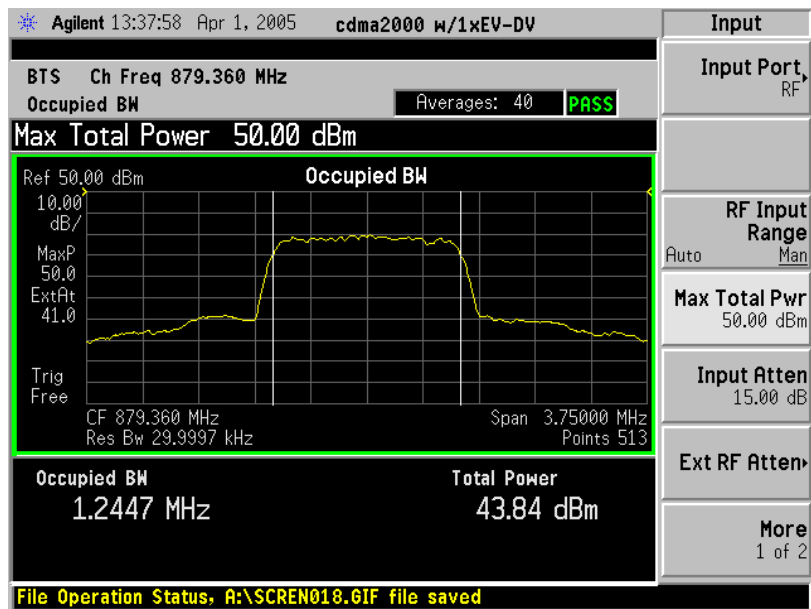 Agilent 13:37:58 Apr 1, 2005 cdma2000 w/1xEV-DV Input
BTS Ch Freq 879.360 MHz
Occupied BW Averages: 40 PASS
Max Total Power 50.00 dBm
Ref 50.00 dBm Occupied BW
10.00
dB/
MaxP
50.0
ExtAt
41.0
Trig
Free
CF 879.360 MHz Span 3.75000 MHz
Res Bw 29.9997 kHz Points 513
Occupied BW Total Power
1.2447 MHz 43.84 dBm
Input Port
RF
RF Input
Range
Auto Man
Max Total Pwr
50.00 dBm
Input Atten
15.00 dB
Ext RF Atten
More
1 of 2
File Operation Status, A:\SCREN018.GIF file saved